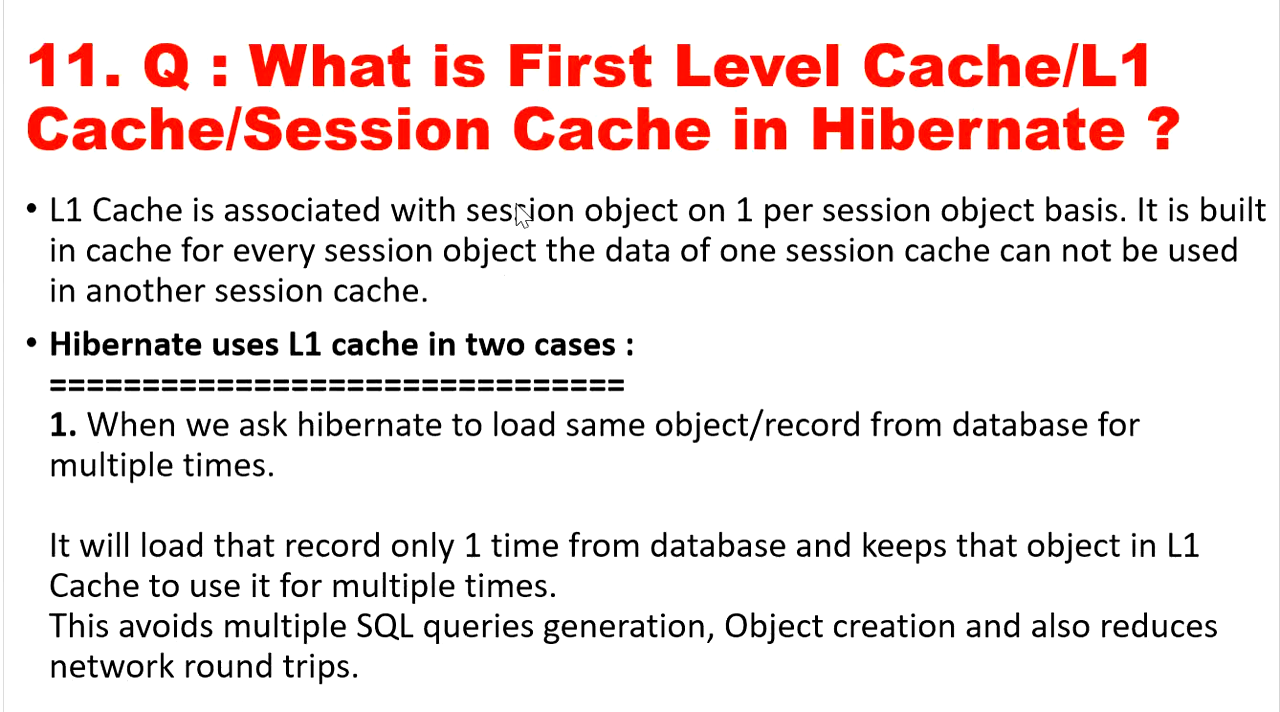 11. Q : What is First Level Cache/L1
Cache/Session Cache in Hibernate ?
• L1 Cache is associated with session object on 1 per session object basis. It is built
in cache for every session object the data of one session cache can not be used
in another session cache.
• Hibernate uses L1 cache in two cases :
===============================
1. When we ask hibernate to load same object/record from database for
multiple times.
It will load that record only 1 time from database and keeps that object in L1
Cache to use it for multiple times.
This avoids multiple SQL queries generation, Object creation and also reduces
network round trips.